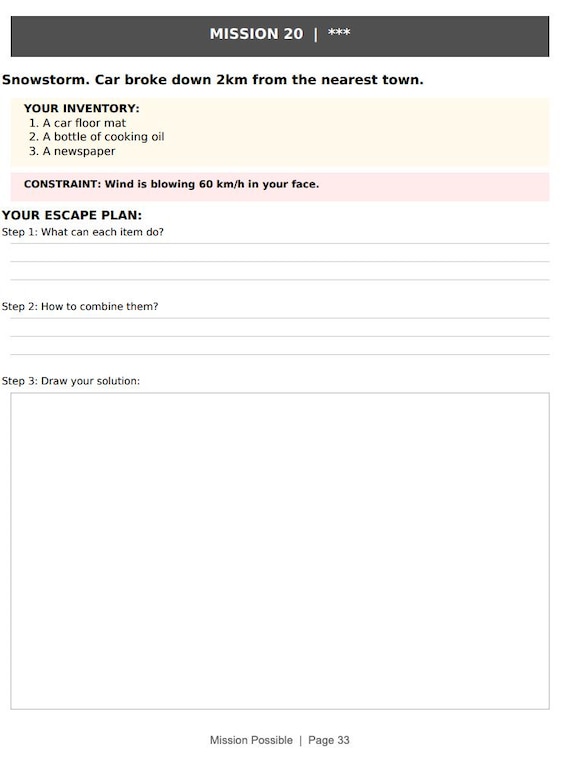 MISSION 20 | ***
Snowstorm. Car broke down 2km from the nearest town.
YOUR INVENTORY:
1. A car floor mat
2. A bottle of cooking oil
3. A newspaper
CONSTRAINT: Wind is blowing 60 km/h in your face.
YOUR ESCAPE PLAN:
Step 1: What can each item do?
Step 2: How to combine them?
Step 3: Draw your solution:
Mission Possible | Page 33